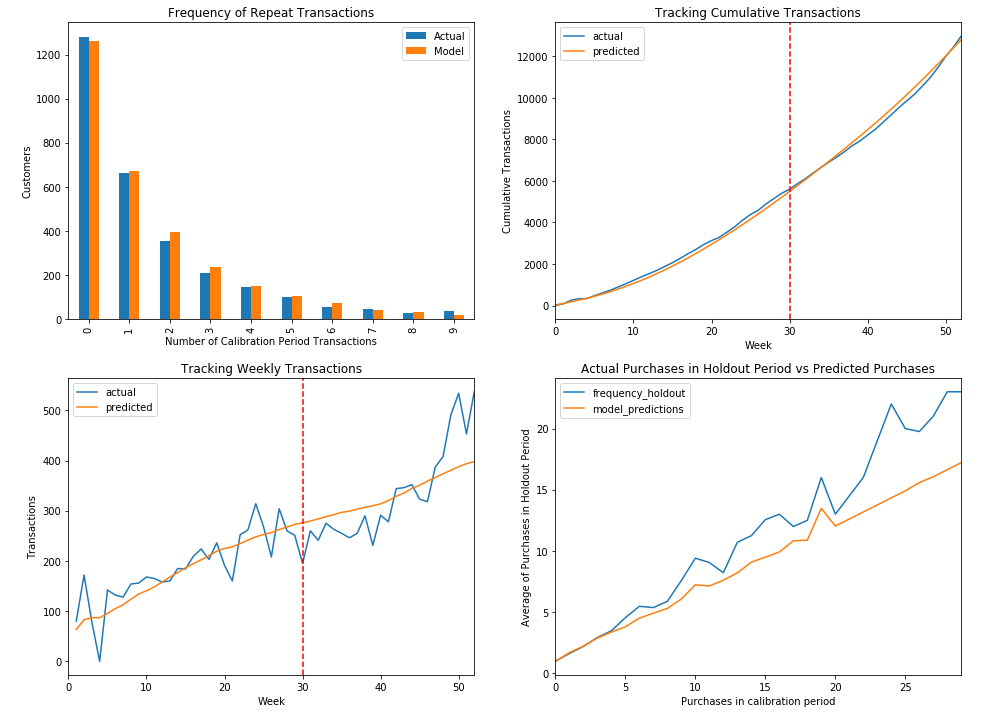 Frequency of Repeat Transactions
Actual
Model
1200
1000
800
600
400
200
0
Customers
0 1 2 3 4 5 6 7 8 9
Number of Calibration Period Transactions
Tracking Cumulative Transactions
actual
predicted
12000
10000
8000
6000
4000
2000
0
Cumulative Transactions
0 10 20 30 40 50
Week
Tracking Weekly Transactions
actual
predicted
500
400
300
200
100
0
Transactions
0 10 20 30 40 50
Week
Actual Purchases in Holdout Period vs Predicted Purchases
frequency_holdout
model_predictions
20
15
10
5
0
Average of Purchases in Holdout Period
0 5 10 15 20 25
Purchases in calibration period